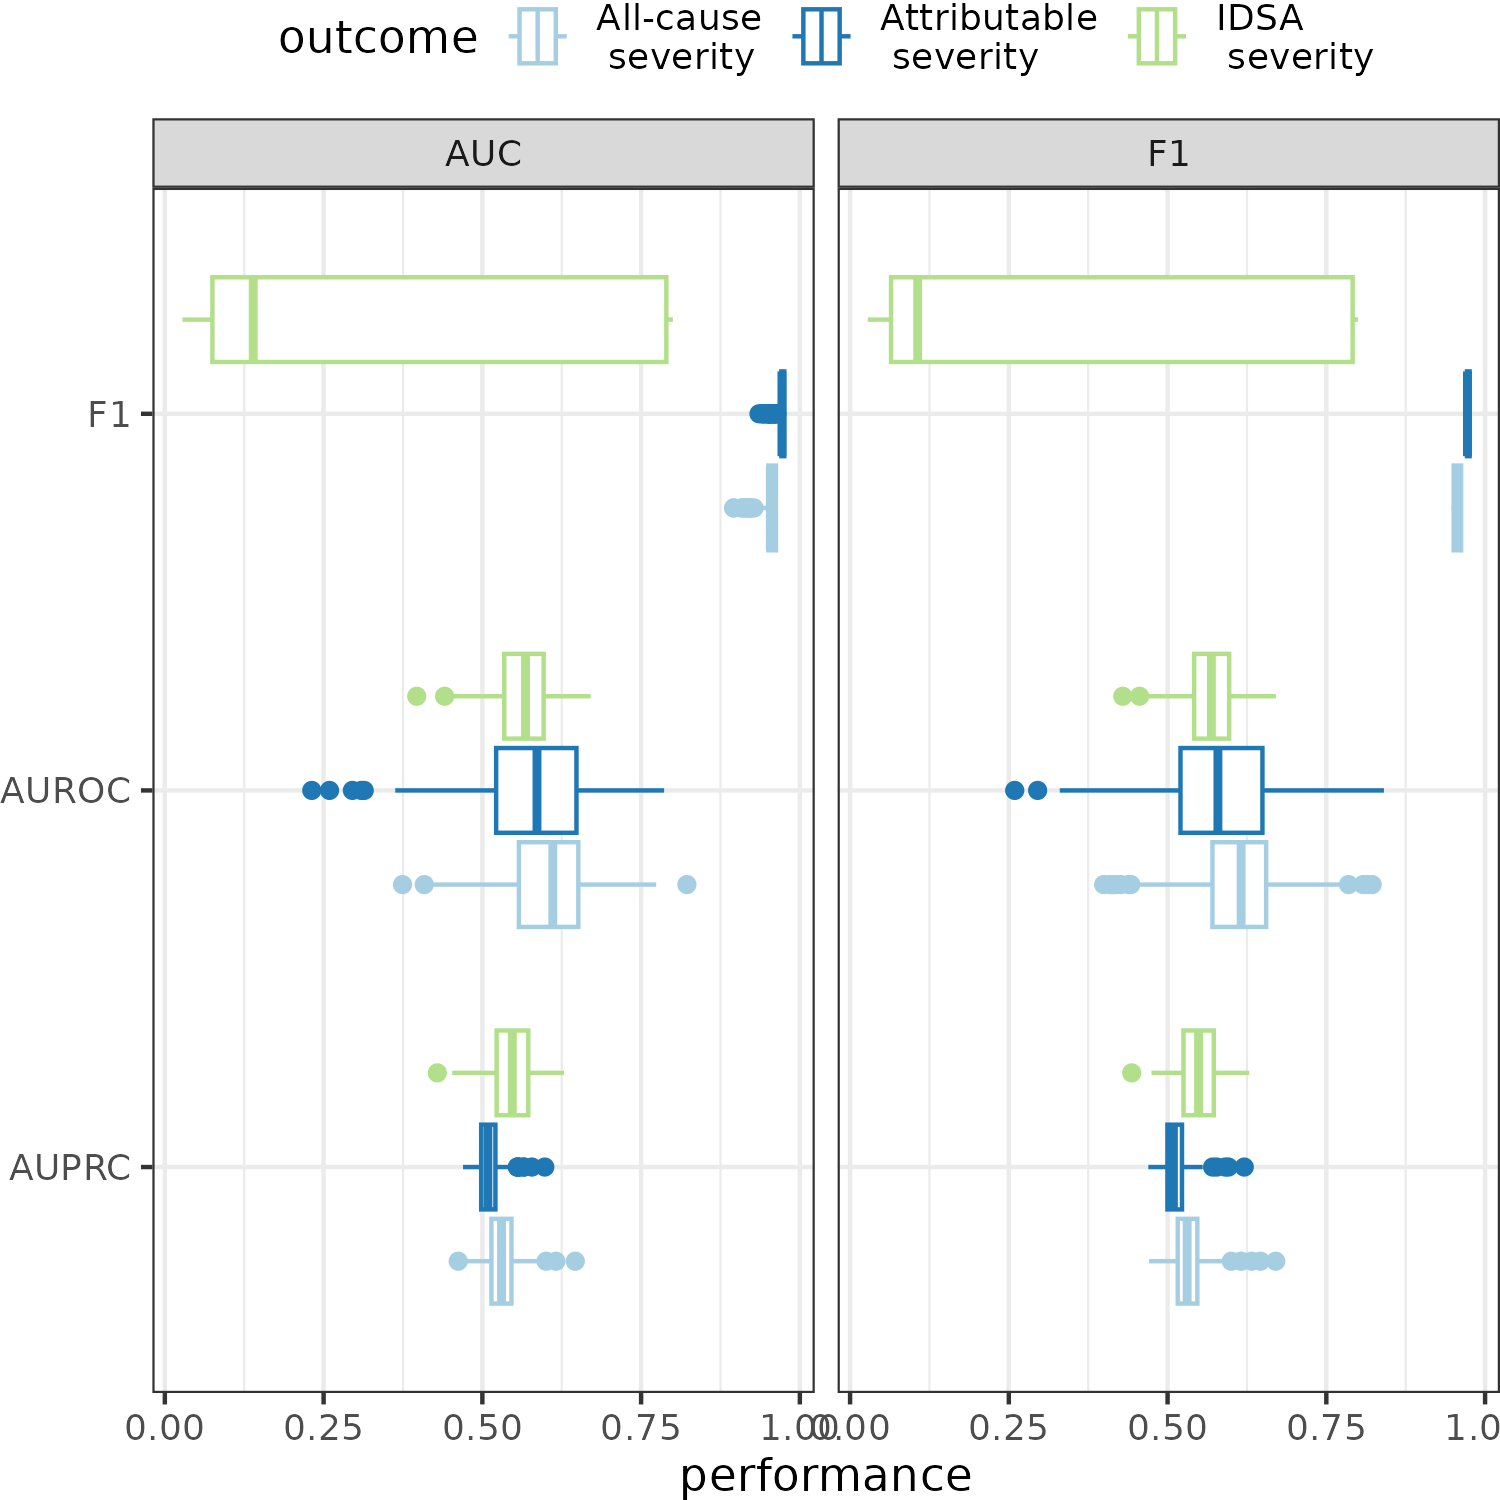 outcome
All-cause
severity
Attributable
severity
IDSA
severity
AUC
F1
F1
AUROC
AUPRC
0.00 0.25 0.50 0.75 1.00 0.00 0.25 0.50 0.75 1.0
performance